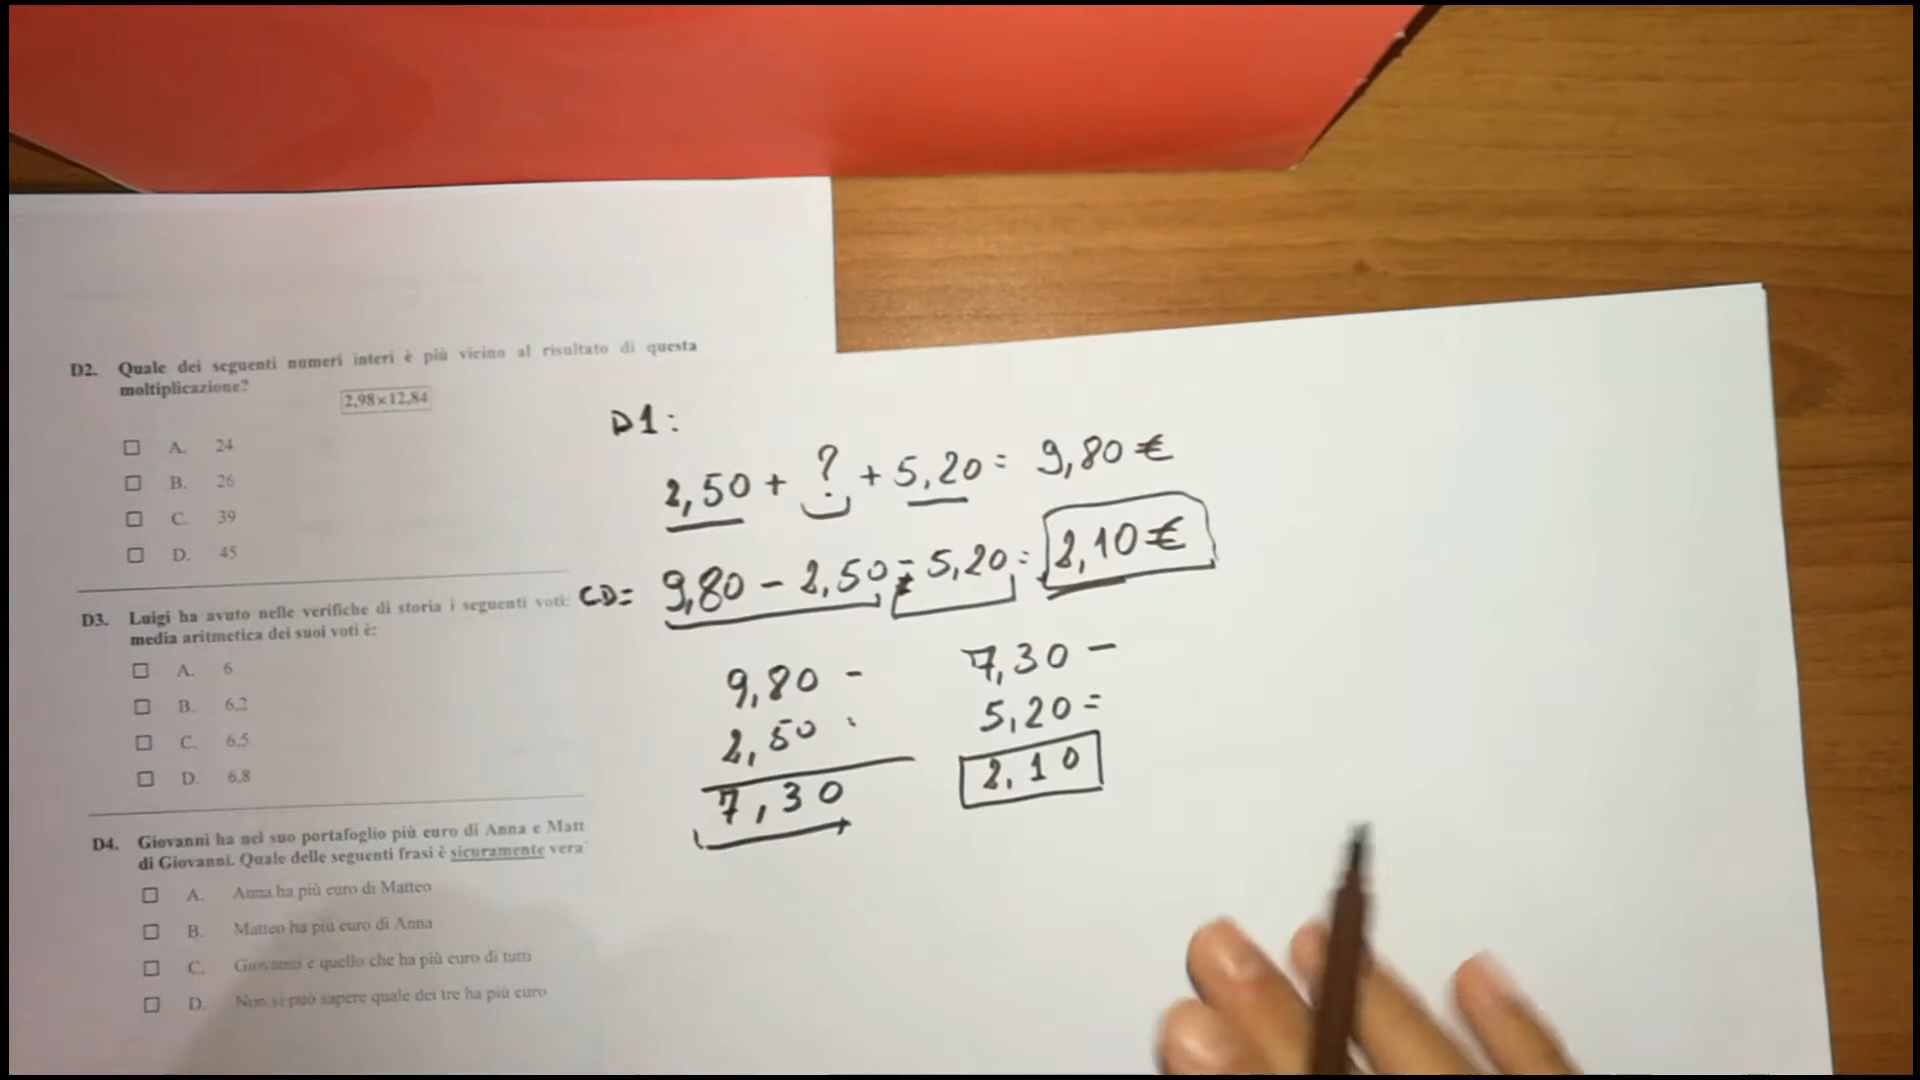 D2. Quale dei seguenti numeri interi è più vicino al risultato di questa
moltiplicazione?
2,98×12,84
A. 24
B. 26
C. 39
D. 45
D3. Luigi ha avuto nelle verifiche di storia i seguenti voti:
media aritmetica dei suoi voti è:
A. 6
B. 6,2
C. 6,5
D. 6,8
D4. Giovanni ha nel suo portafoglio più euro di Anna e Matt
di Giovanni. Quale delle seguenti frasi è sicuramente vera
A. Anna ha più euro di Matteo
B. Matteo ha più euro di Anna
C. Giovanni è quello che ha più euro di tutti
D. Non si può sapere quale dei tre ha più euro
D1:
2,50 + ? + 5,20 = 9,80 €
CD= 9,80 - 2,50 - 5,20 = 2,10 €
9,80 -
2,50 =
7,30
7,30 -
5,20 =
2,10